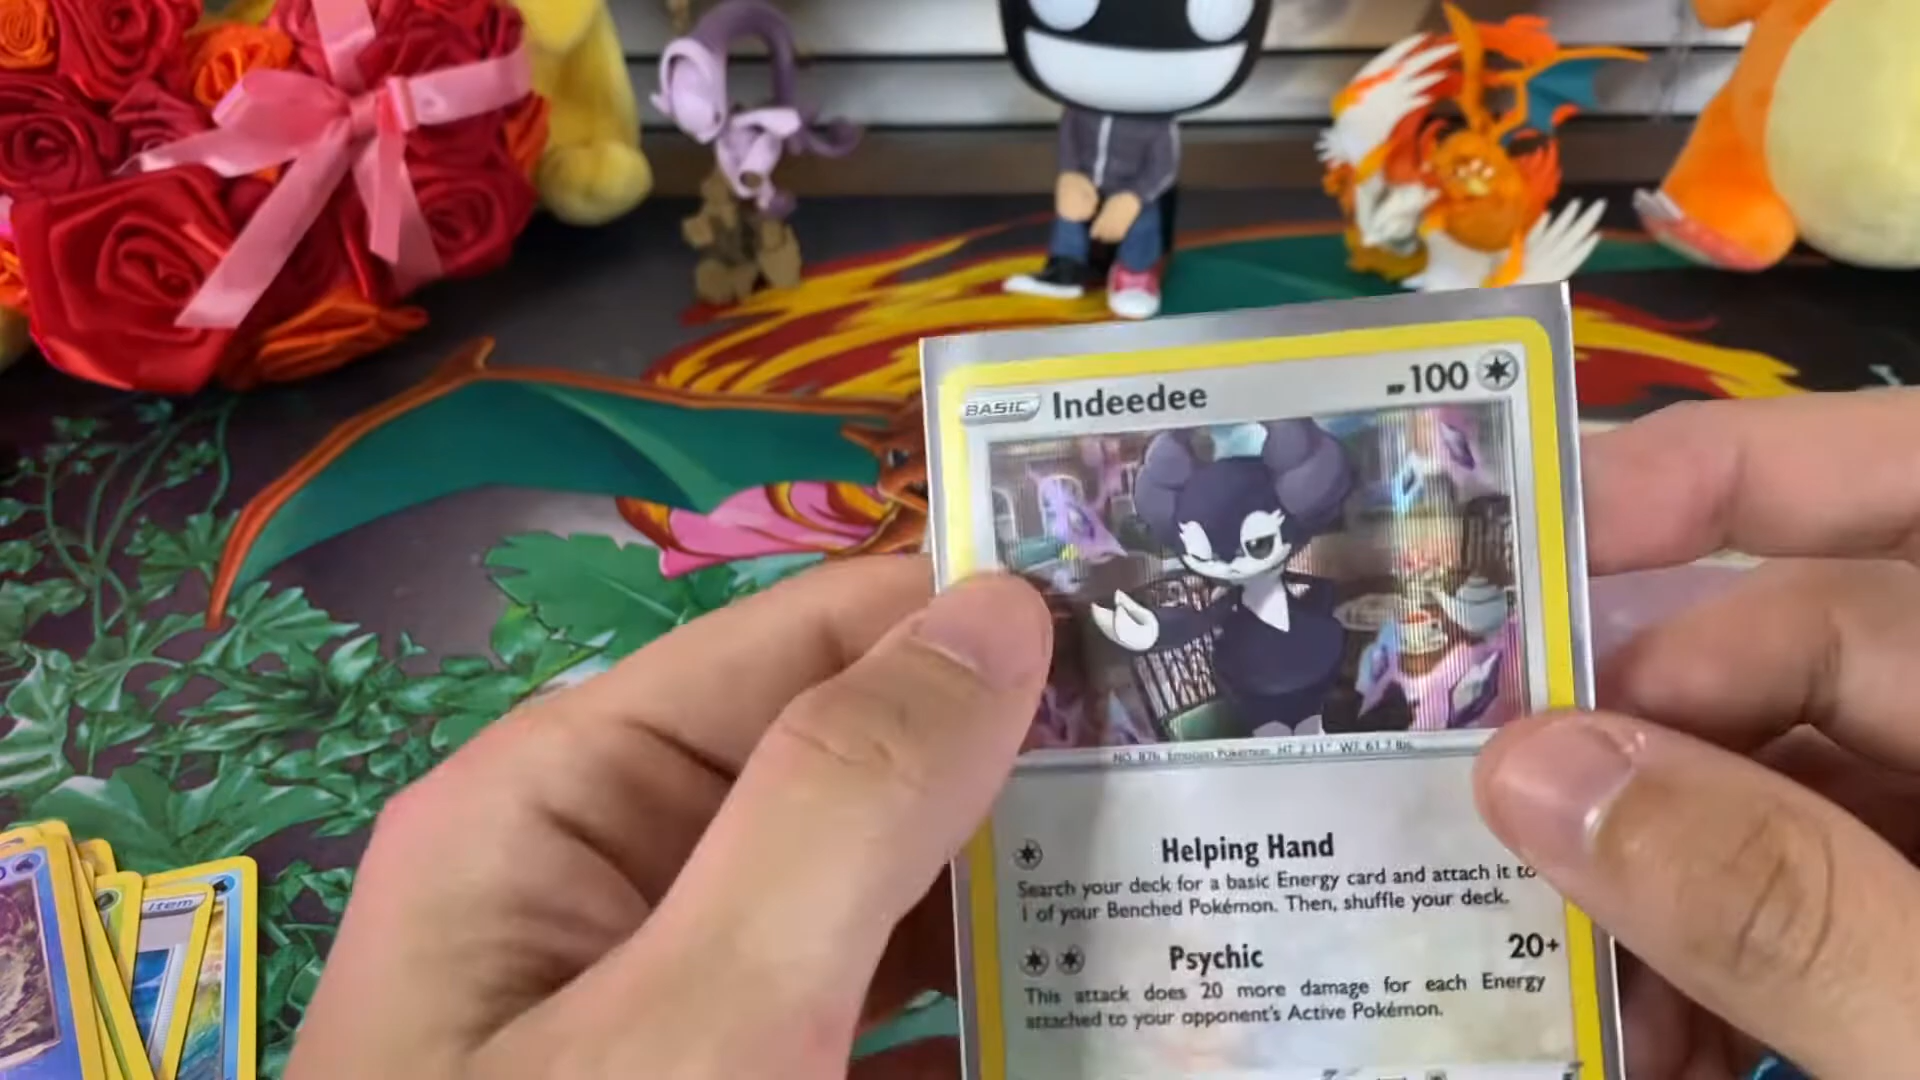 BASIC Indeedee HP 100
NO. 876 Emotion Pokémon HT: 2'11" WT: 61.7 lbs.
Helping Hand
Search your deck for a basic Energy card and attach it to
1 of your Benched Pokémon. Then, shuffle your deck.
Psychic 20+
This attack does 20 more damage for each Energy
attached to your opponent's Active Pokémon.
Item